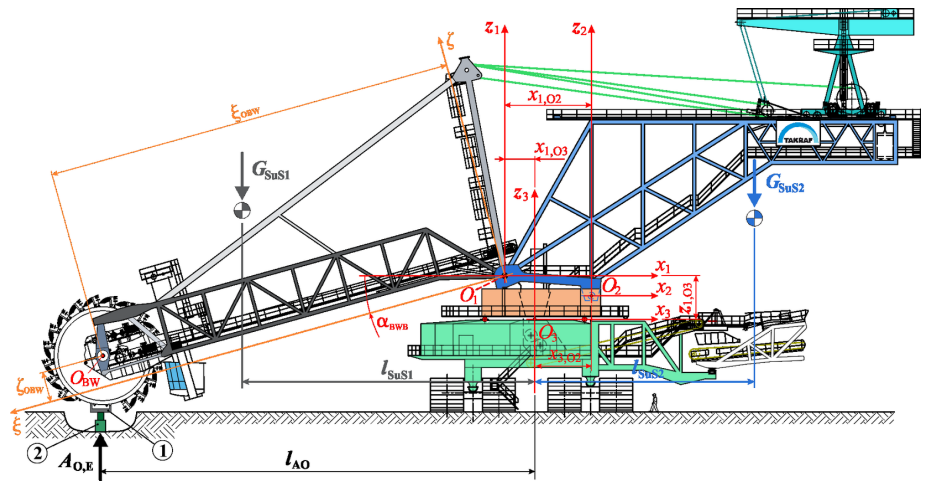 z₁
z₂
ζ
x₁,O2
ξOBW
x₁,O3
GSuS1
TAKRAF
GSuS2
z₃
x₁
O₁
O₂
x₂
z₁,O3
x₃
αBWB
O₃
x₃,O2
OBW
lSuS1
lSuS2
ζOBW
ξ
2
1
AO,E
lAO